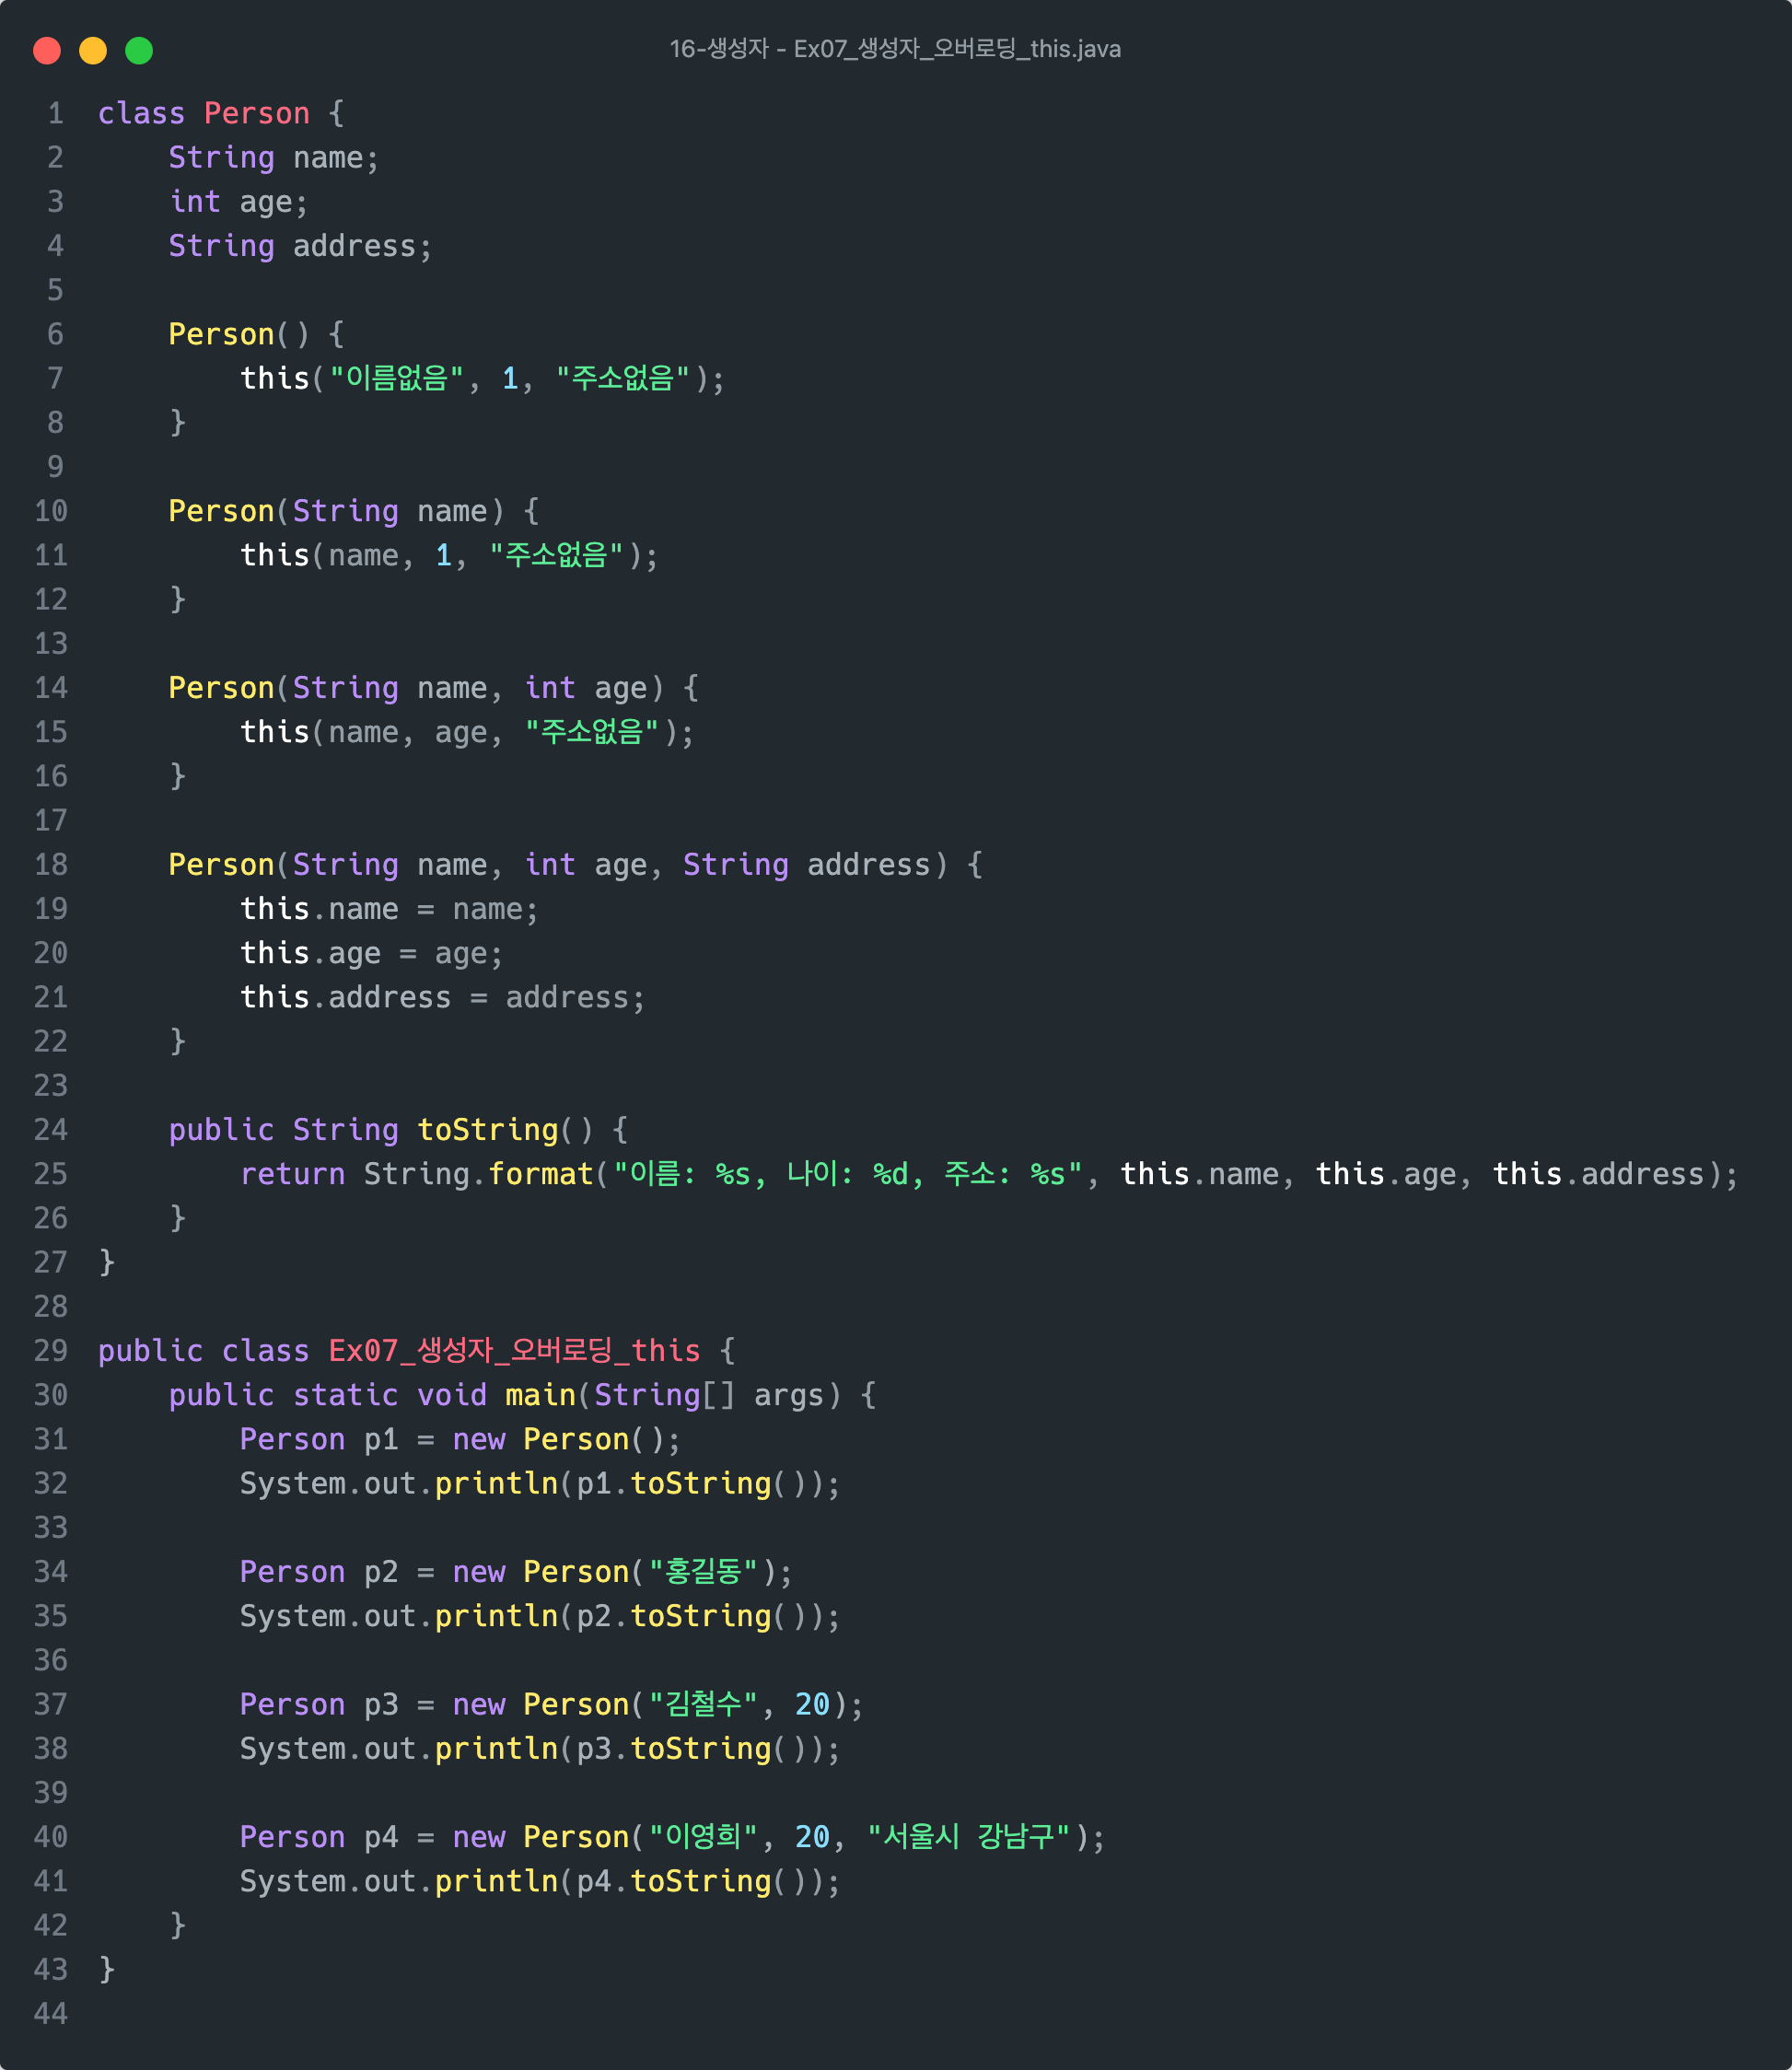 16-생성자 - Ex07_생성자_오버로딩_this.java
1 class Person {
2     String name;
3     int age;
4     String address;
5
6     Person() {
7         this("이름없음", 1, "주소없음");
8     }
9
10     Person(String name) {
11         this(name, 1, "주소없음");
12     }
13
14     Person(String name, int age) {
15         this(name, age, "주소없음");
16     }
17
18     Person(String name, int age, String address) {
19         this.name = name;
20         this.age = age;
21         this.address = address;
22     }
23
24     public String toString() {
25         return String.format("이름: %s, 나이: %d, 주소: %s", this.name, this.age, this.address);
26     }
27 }
28
29 public class Ex07_생성자_오버로딩_this {
30     public static void main(String[] args) {
31         Person p1 = new Person();
32         System.out.println(p1.toString());
33
34         Person p2 = new Person("홍길동");
35         System.out.println(p2.toString());
36
37         Person p3 = new Person("김철수", 20);
38         System.out.println(p3.toString());
39
40         Person p4 = new Person("이영희", 20, "서울시 강남구");
41         System.out.println(p4.toString());
42     }
43 }
44